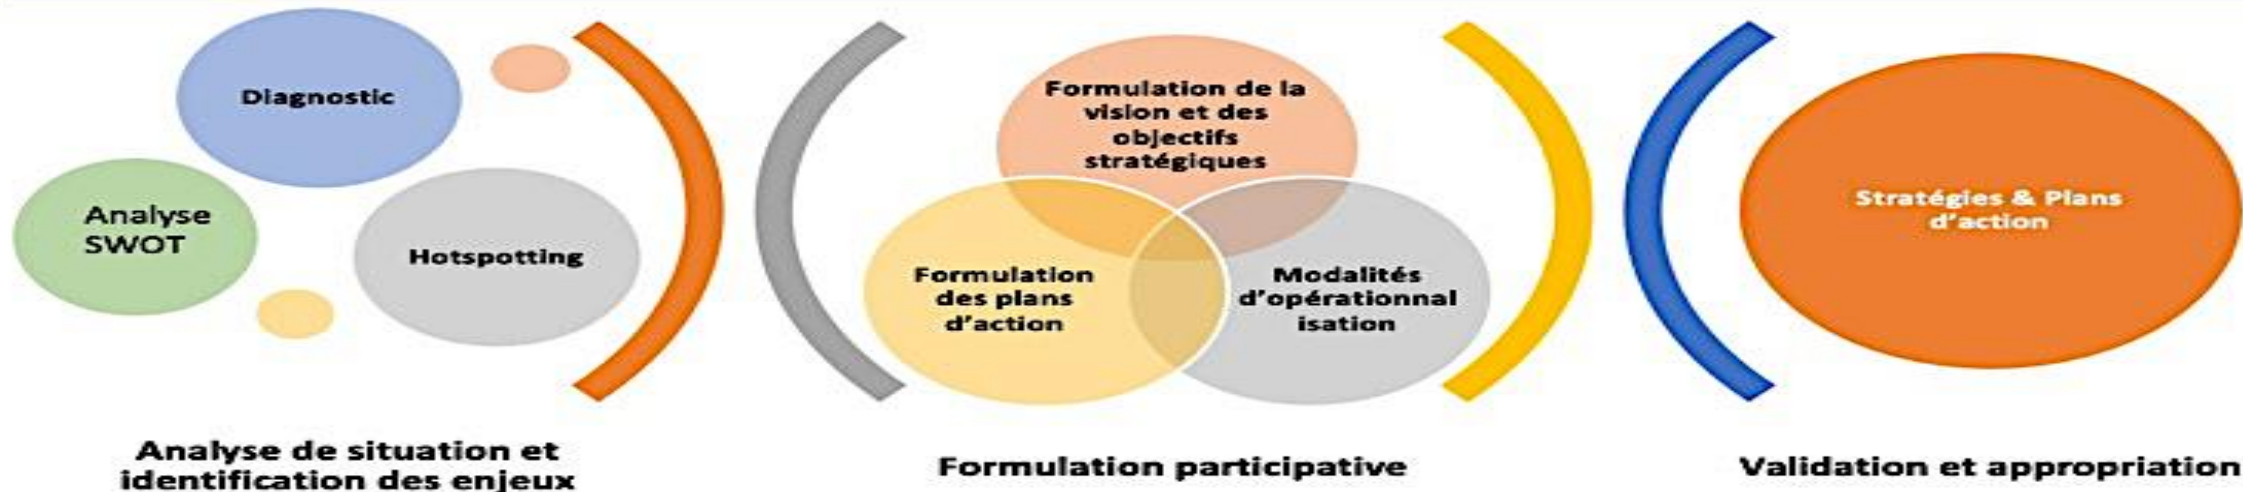 Diagnostic
Analyse
SWOT
Hotspotting
Analyse de situation et
identification des enjeux
Formulation de la
vision et des
objectifs
stratégiques
Formulation
des plans
d'action
Modalités
d'opérationnal
isation
Formulation participative
Stratégies & Plans
d'action
Validation et appropriation